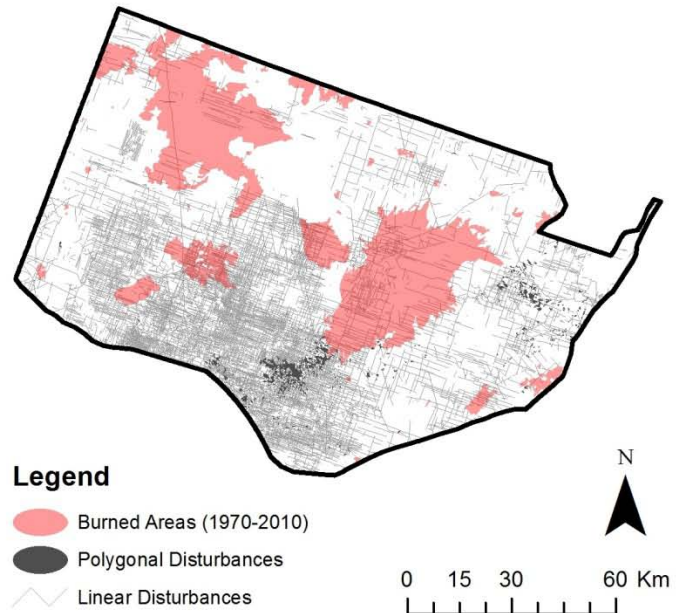 Legend
Burned Areas (1970-2010)
Polygonal Disturbances
Linear Disturbances
N
0 15 30 60 Km